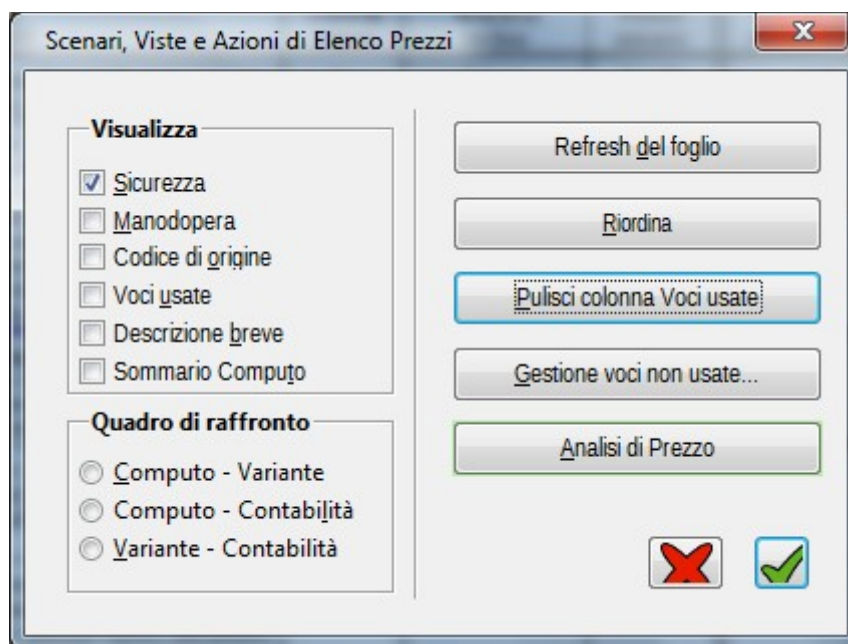 Scenari, Viste e Azioni di Elenco Prezzi
Visualizza
Sicurezza
Manodopera
Codice di origine
Voci usate
Descrizione breve
Sommario Computo
Quadro di raffronto
Computo - Variante
Computo - Contabilità
Variante - Contabilità
Refresh del foglio
Riordina
Pulisci colonna Voci usate
Gestione voci non usate...
Analisi di Prezzo